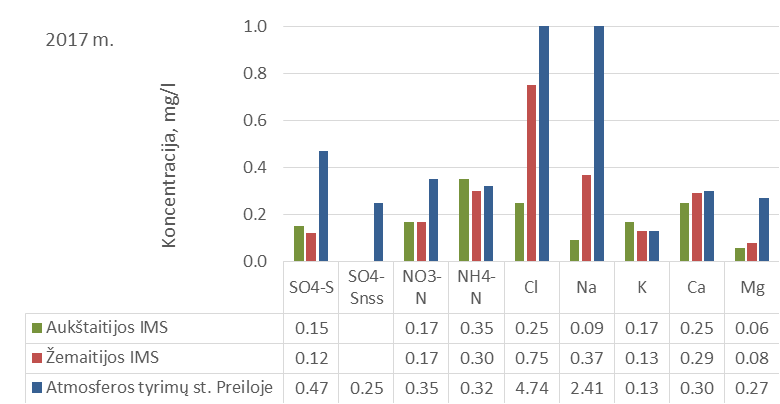 2017 m.
Koncentracija, mg/l
1.0
0.8
0.6
0.4
0.2
0.0
SO4-S SO4-Snss NO3-N NH4-N Cl Na K Ca Mg
Aukštaitijos IMS 0.15 0.17 0.35 0.25 0.09 0.17 0.25 0.06
Žemaitijos IMS 0.12 0.17 0.30 0.75 0.37 0.13 0.29 0.08
Atmosferos tyrimų st. Preiloje 0.47 0.25 0.35 0.32 4.74 2.41 0.13 0.30 0.27